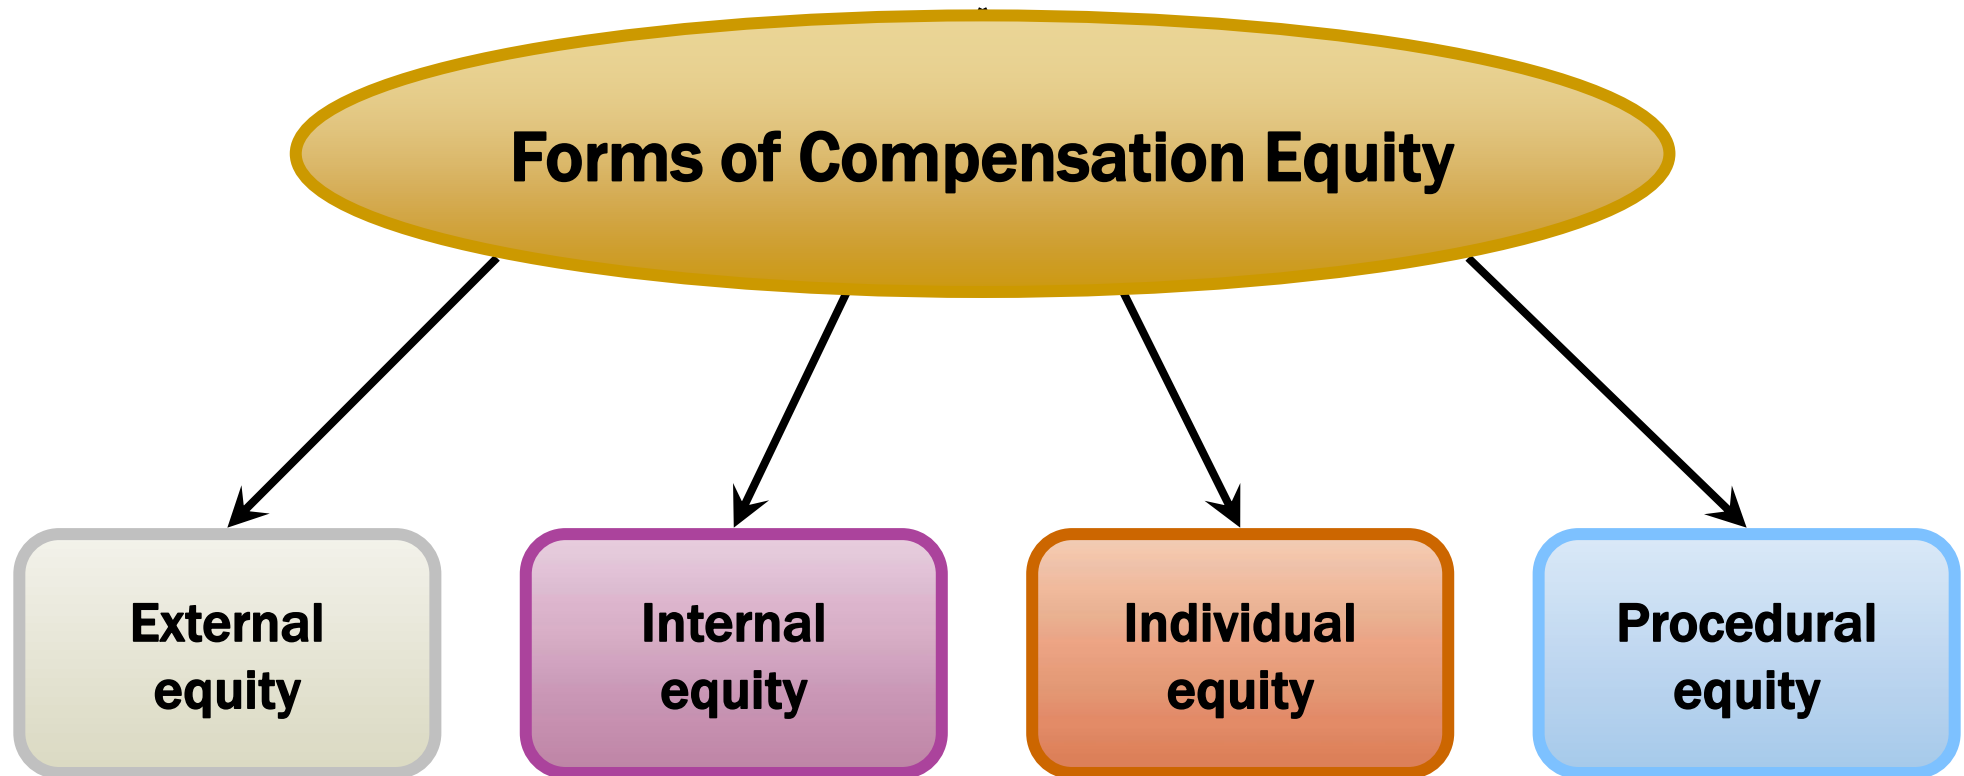 Forms of Compensation Equity
External
equity
Internal
equity
Individual
equity
Procedural
equity